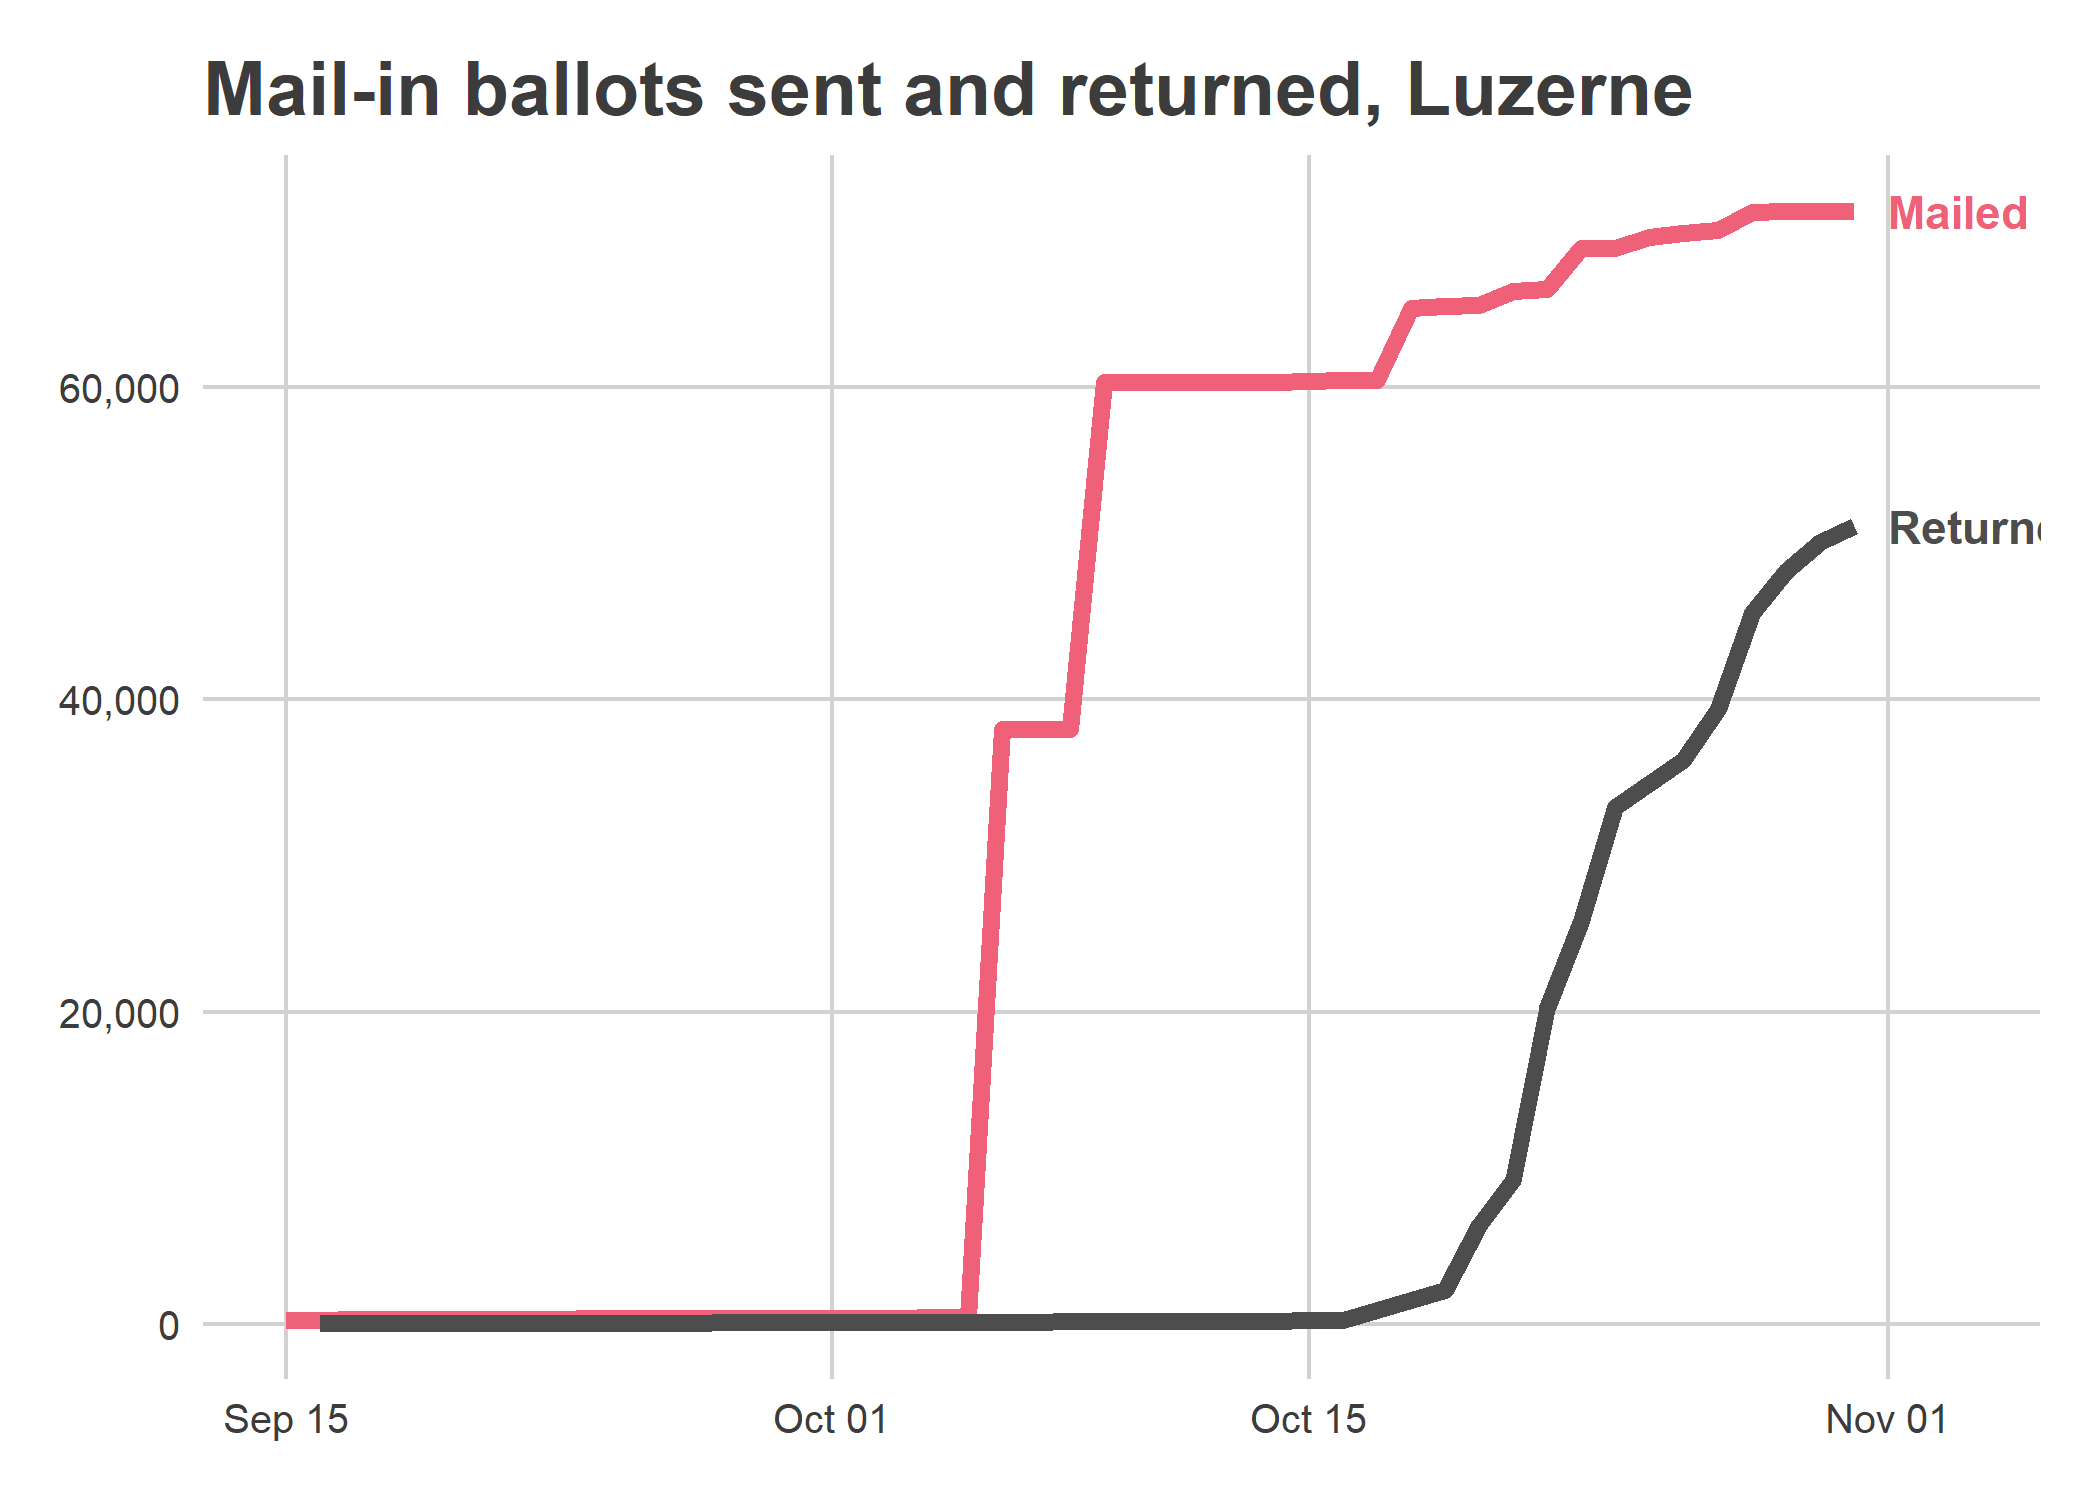 Mail-in ballots sent and returned, Luzerne
Mailed
60,000
Returne
40,000
20,000
0
Sep 15 Oct 01 Oct 15 Nov 01